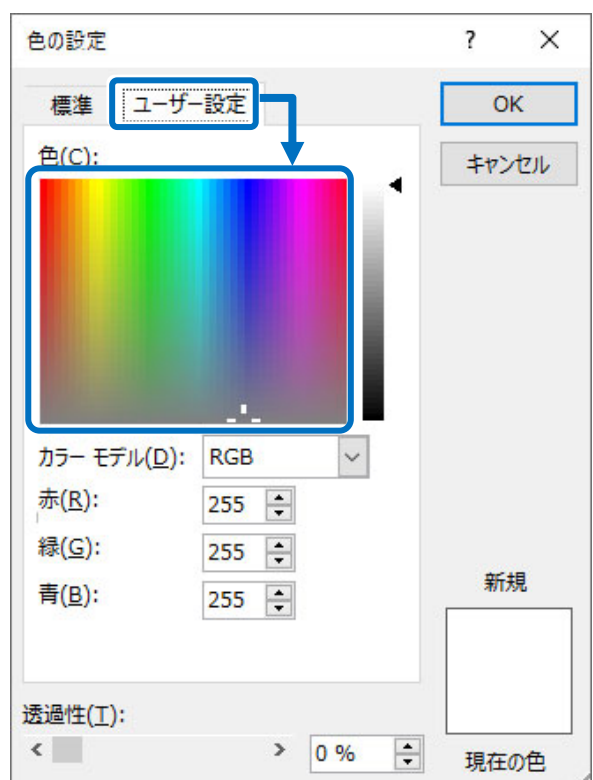 色の設定
? ×
標準 ユーザー設定
OK
色(C):
キャンセル
カラー モデル(D): RGB
赤(R): 255
緑(G): 255
青(B): 255
新規
透過性(T):
< > 0 %
現在の色